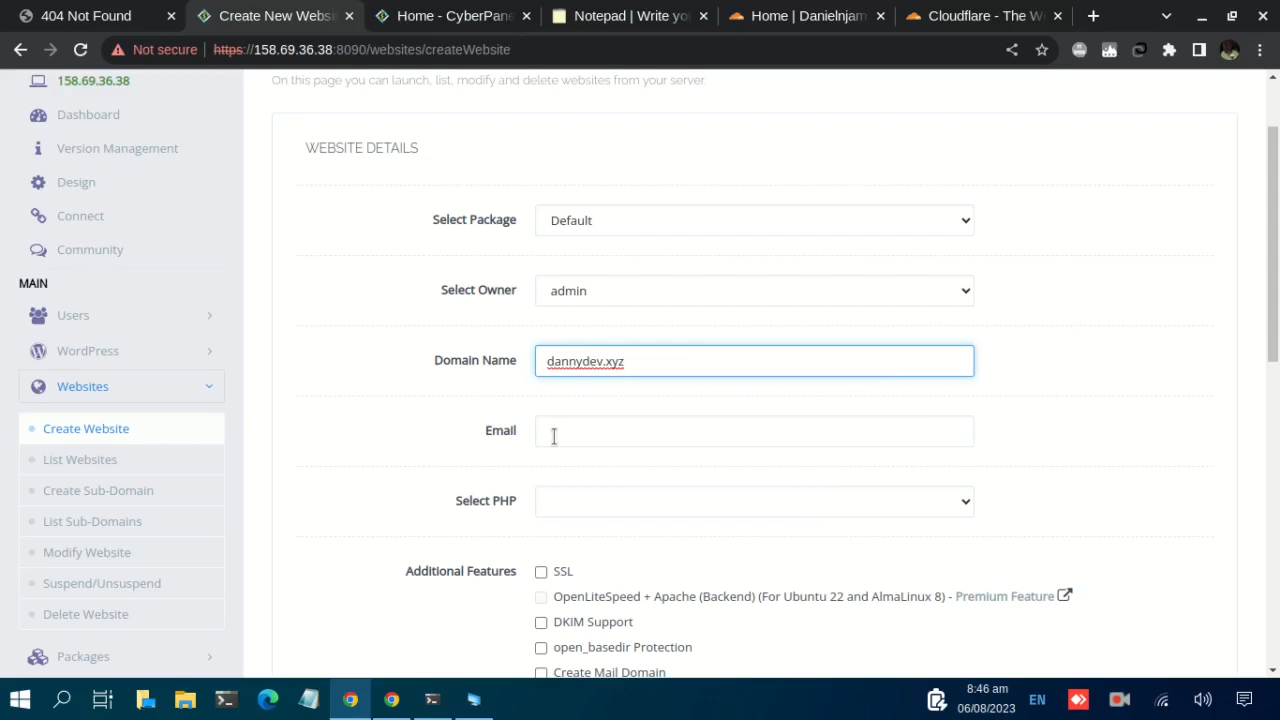 404 Not Found
Create New Websi
Home - CyberPane
Notepad | Write yo
Home | Danielnjam
Cloudflare - The W
Not secure
https://158.69.36.38:8090/websites/createWebsite
158.69.36.38
Dashboard
Version Management
Design
Connect
Community
MAIN
Users
WordPress
Websites
Create Website
List Websites
Create Sub-Domain
List Sub-Domains
Modify Website
Suspend/Unsuspend
Delete Website
Packages
On this page you can launch, list, modify and delete websites from your server.
WEBSITE DETAILS
Select Package
Default
Select Owner
admin
Domain Name
dannydev.xyz
Email
Select PHP
Additional Features
SSL
OpenLiteSpeed + Apache (Backend) (For Ubuntu 22 and AlmaLinux 8) - Premium Feature
DKIM Support
open_basedir Protection
Create Mail Domain
EN
8:46 am
06/08/2023